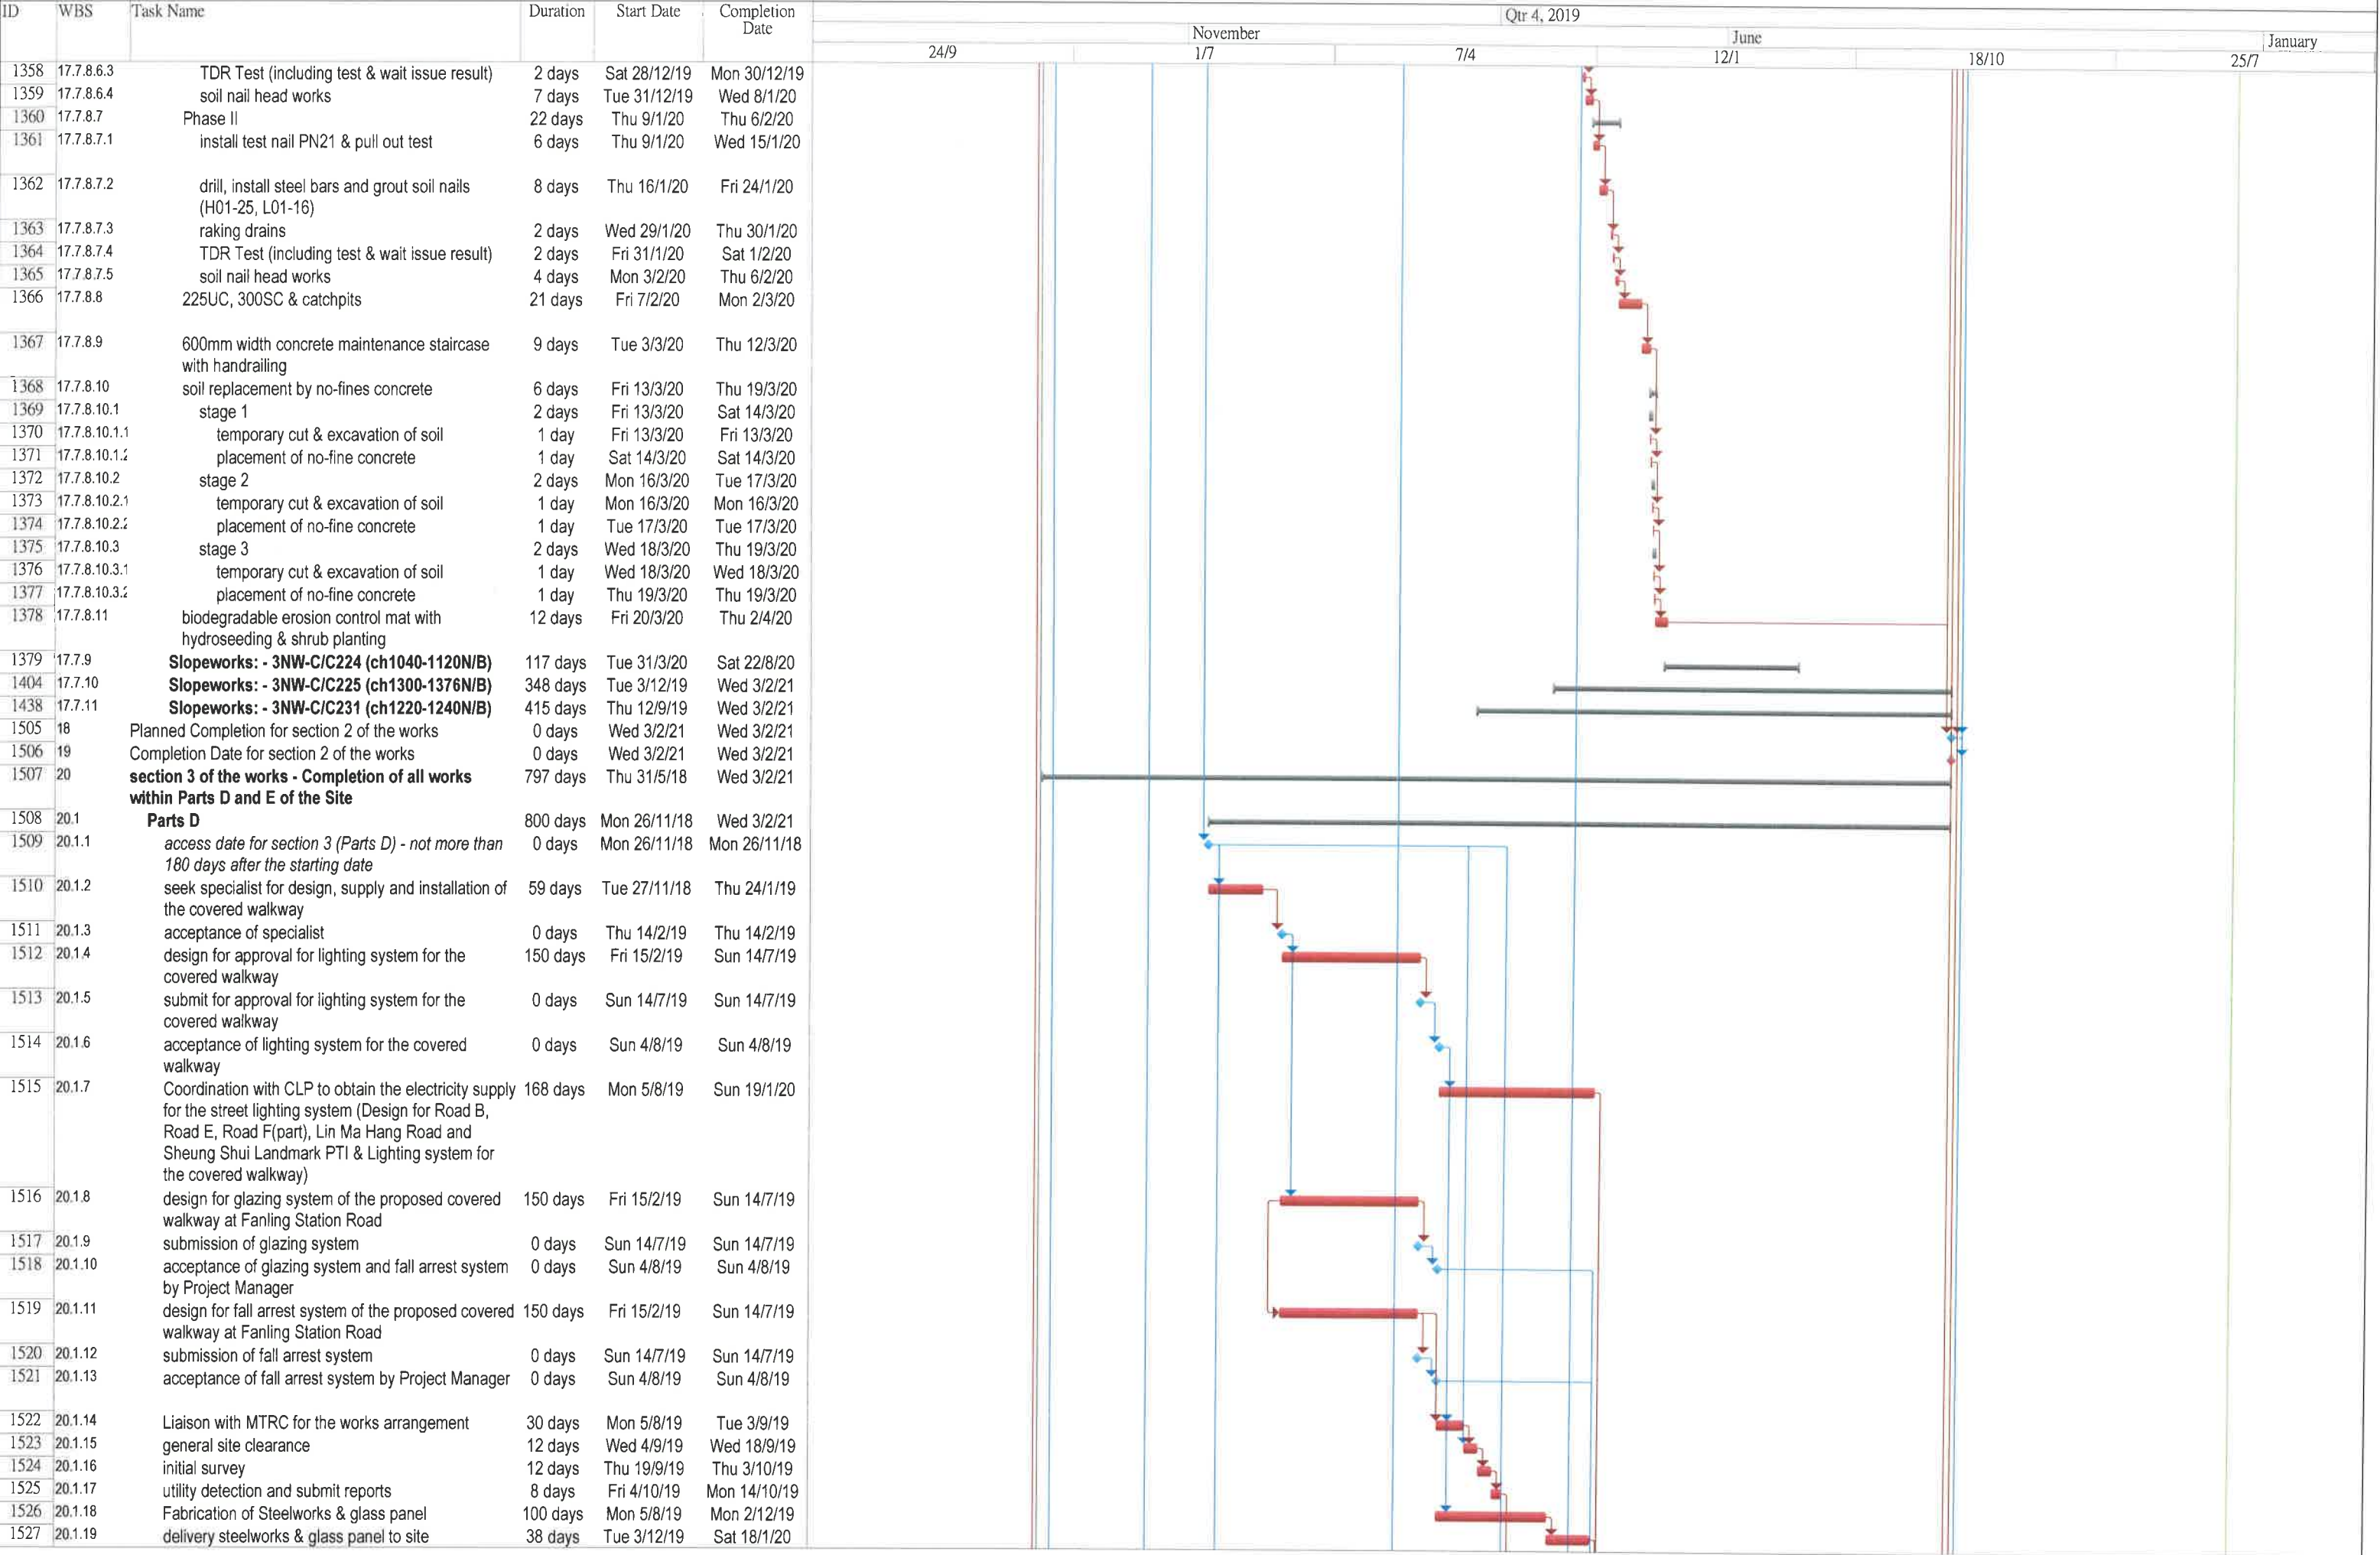 ID WBS Task Name Duration Start Date Completion Date
Qtr 4, 2019
November June January
24/9 1/7 7/4 12/1 18/10 25/7
1358 17.7.8.6.3 TDR Test (including test & wait issue result) 2 days Sat 28/12/19 Mon 30/12/19
1359 17.7.8.6.4 soil nail head works 7 days Tue 31/12/19 Wed 8/1/20
1360 17.7.8.7 Phase II 22 days Thu 9/1/20 Thu 6/2/20
1361 17.7.8.7.1 install test nail PN21 & pull out test 6 days Thu 9/1/20 Wed 15/1/20
1362 17.7.8.7.2 drill, install steel bars and grout soil nails 8 days Thu 16/1/20 Fri 24/1/20
(H01-25, L01-16)
1363 17.7.8.7.3 raking drains 2 days Wed 29/1/20 Thu 30/1/20
1364 17.7.8.7.4 TDR Test (including test & wait issue result) 2 days Fri 31/1/20 Sat 1/2/20
1365 17.7.8.7.5 soil nail head works 4 days Mon 3/2/20 Thu 6/2/20
1366 17.7.8.8 225UC, 300SC & catchpits 21 days Fri 7/2/20 Mon 2/3/20
1367 17.7.8.9 600mm width concrete maintenance staircase 9 days Tue 3/3/20 Thu 12/3/20
with handrailing
1368 17.7.8.10 soil replacement by no-fines concrete 6 days Fri 13/3/20 Thu 19/3/20
1369 17.7.8.10.1 stage 1 2 days Fri 13/3/20 Sat 14/3/20
1370 17.7.8.10.1.1 temporary cut & excavation of soil 1 day Fri 13/3/20 Fri 13/3/20
1371 17.7.8.10.1.2 placement of no-fine concrete 1 day Sat 14/3/20 Sat 14/3/20
1372 17.7.8.10.2 stage 2 2 days Mon 16/3/20 Tue 17/3/20
1373 17.7.8.10.2.1 temporary cut & excavation of soil 1 day Mon 16/3/20 Mon 16/3/20
1374 17.7.8.10.2.2 placement of no-fine concrete 1 day Tue 17/3/20 Tue 17/3/20
1375 17.7.8.10.3 stage 3 2 days Wed 18/3/20 Thu 19/3/20
1376 17.7.8.10.3.1 temporary cut & excavation of soil 1 day Wed 18/3/20 Wed 18/3/20
1377 17.7.8.10.3.2 placement of no-fine concrete 1 day Thu 19/3/20 Thu 19/3/20
1378 17.7.8.11 biodegradable erosion control mat with 12 days Fri 20/3/20 Thu 2/4/20
hydroseeding & shrub planting
1379 17.7.9 Slopeworks: - 3NW-C/C224 (ch1040-1120N/B) 117 days Tue 31/3/20 Sat 22/8/20
1404 17.7.10 Slopeworks: - 3NW-C/C225 (ch1300-1376N/B) 348 days Tue 3/12/19 Wed 3/2/21
1438 17.7.11 Slopeworks: - 3NW-C/C231 (ch1220-1240N/B) 415 days Thu 12/9/19 Wed 3/2/21
1505 18 Planned Completion for section 2 of the works 0 days Wed 3/2/21 Wed 3/2/21
1506 19 Completion Date for section 2 of the works 0 days Wed 3/2/21 Wed 3/2/21
1507 20 section 3 of the works - Completion of all works 797 days Thu 31/5/18 Wed 3/2/21
within Parts D and E of the Site
1508 20.1 Parts D 800 days Mon 26/11/18 Wed 3/2/21
1509 20.1.1 access date for section 3 (Parts D) - not more than 0 days Mon 26/11/18 Mon 26/11/18
180 days after the starting date
1510 20.1.2 seek specialist for design, supply and installation of 59 days Tue 27/11/18 Thu 24/1/19
the covered walkway
1511 20.1.3 acceptance of specialist 0 days Thu 14/2/19 Thu 14/2/19
1512 20.1.4 design for approval for lighting system for the 150 days Fri 15/2/19 Sun 14/7/19
covered walkway
1513 20.1.5 submit for approval for lighting system for the 0 days Sun 14/7/19 Sun 14/7/19
covered walkway
1514 20.1.6 acceptance of lighting system for the covered 0 days Sun 4/8/19 Sun 4/8/19
walkway
1515 20.1.7 Coordination with CLP to obtain the electricity supply 168 days Mon 5/8/19 Sun 19/1/20
for the street lighting system (Design for Road B,
Road E, Road F(part), Lin Ma Hang Road and
Sheung Shui Landmark PTI & Lighting system for
the covered walkway)
1516 20.1.8 design for glazing system of the proposed covered 150 days Fri 15/2/19 Sun 14/7/19
walkway at Fanling Station Road
1517 20.1.9 submission of glazing system 0 days Sun 14/7/19 Sun 14/7/19
1518 20.1.10 acceptance of glazing system and fall arrest system 0 days Sun 4/8/19 Sun 4/8/19
by Project Manager
1519 20.1.11 design for fall arrest system of the proposed covered 150 days Fri 15/2/19 Sun 14/7/19
walkway at Fanling Station Road
1520 20.1.12 submission of fall arrest system 0 days Sun 14/7/19 Sun 14/7/19
1521 20.1.13 acceptance of fall arrest system by Project Manager 0 days Sun 4/8/19 Sun 4/8/19
1522 20.1.14 Liaison with MTRC for the works arrangement 30 days Mon 5/8/19 Tue 3/9/19
1523 20.1.15 general site clearance 12 days Wed 4/9/19 Wed 18/9/19
1524 20.1.16 initial survey 12 days Thu 19/9/19 Thu 3/10/19
1525 20.1.17 utility detection and submit reports 8 days Fri 4/10/19 Mon 14/10/19
1526 20.1.18 Fabrication of Steelworks & glass panel 100 days Mon 5/8/19 Mon 2/12/19
1527 20.1.19 delivery steelworks & glass panel to site 38 days Tue 3/12/19 Sat 18/1/20